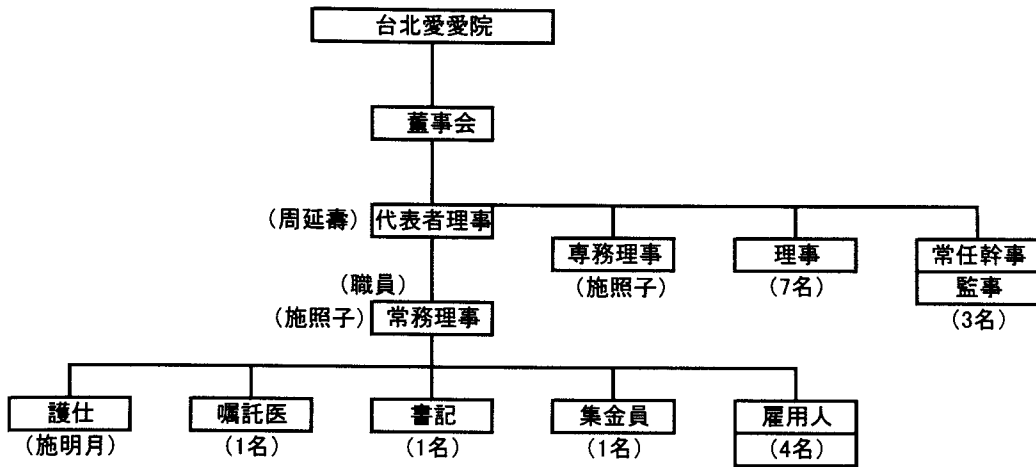 台北愛愛院
董事会
(周延壽) 代表者理事
専務理事 理事 常任幹事
(施照子) (7名) 監事
(3名)
(職員)
(施照子) 常務理事
護仕 嘱託医 書記 集金員 雇用人
(施明月) (1名) (1名) (1名) (4名)